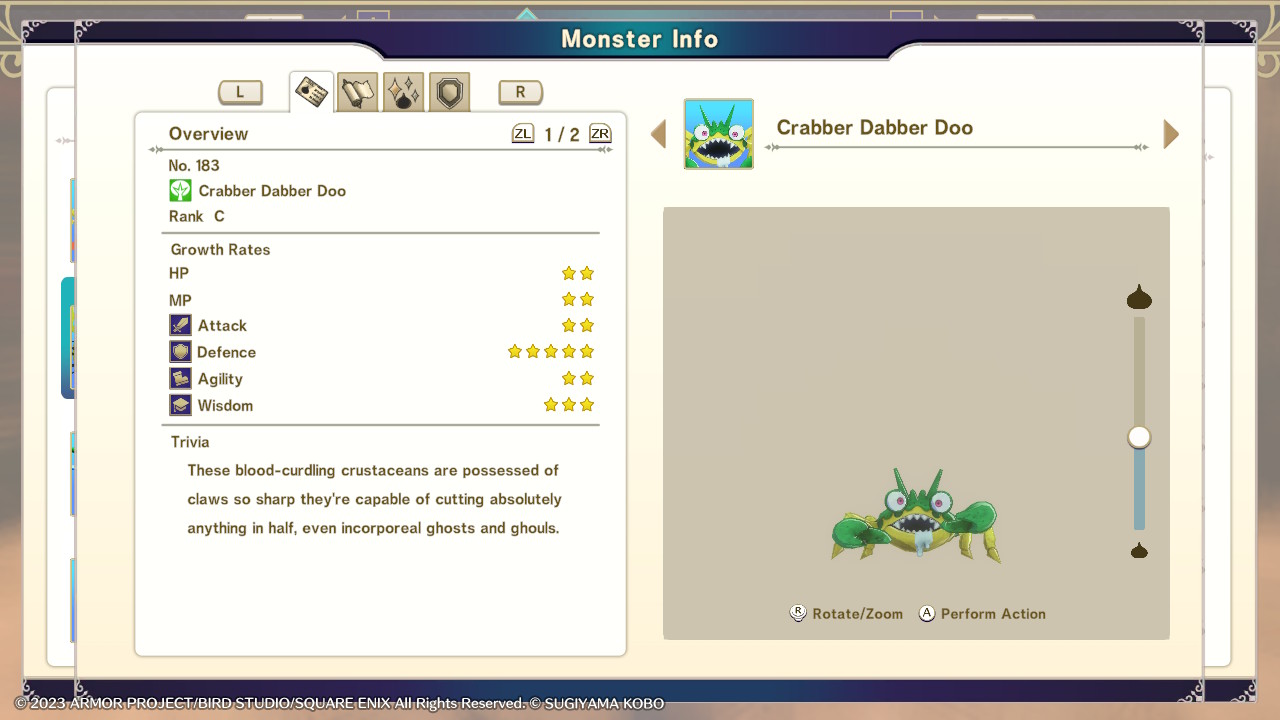 Monster Info
L
R
Overview
ZL 1 / 2 ZR
No. 183
Crabber Dabber Doo
Rank C
Growth Rates
HP
MP
Attack
Defence
Agility
Wisdom
Trivia
These blood-curdling crustaceans are possessed of
claws so sharp they're capable of cutting absolutely
anything in half, even incorporeal ghosts and ghouls.
Crabber Dabber Doo
R Rotate/Zoom A Perform Action
© 2023 ARMOR PROJECT/BIRD STUDIO/SQUARE ENIX All Rights Reserved. © SUGIYAMA KOBO